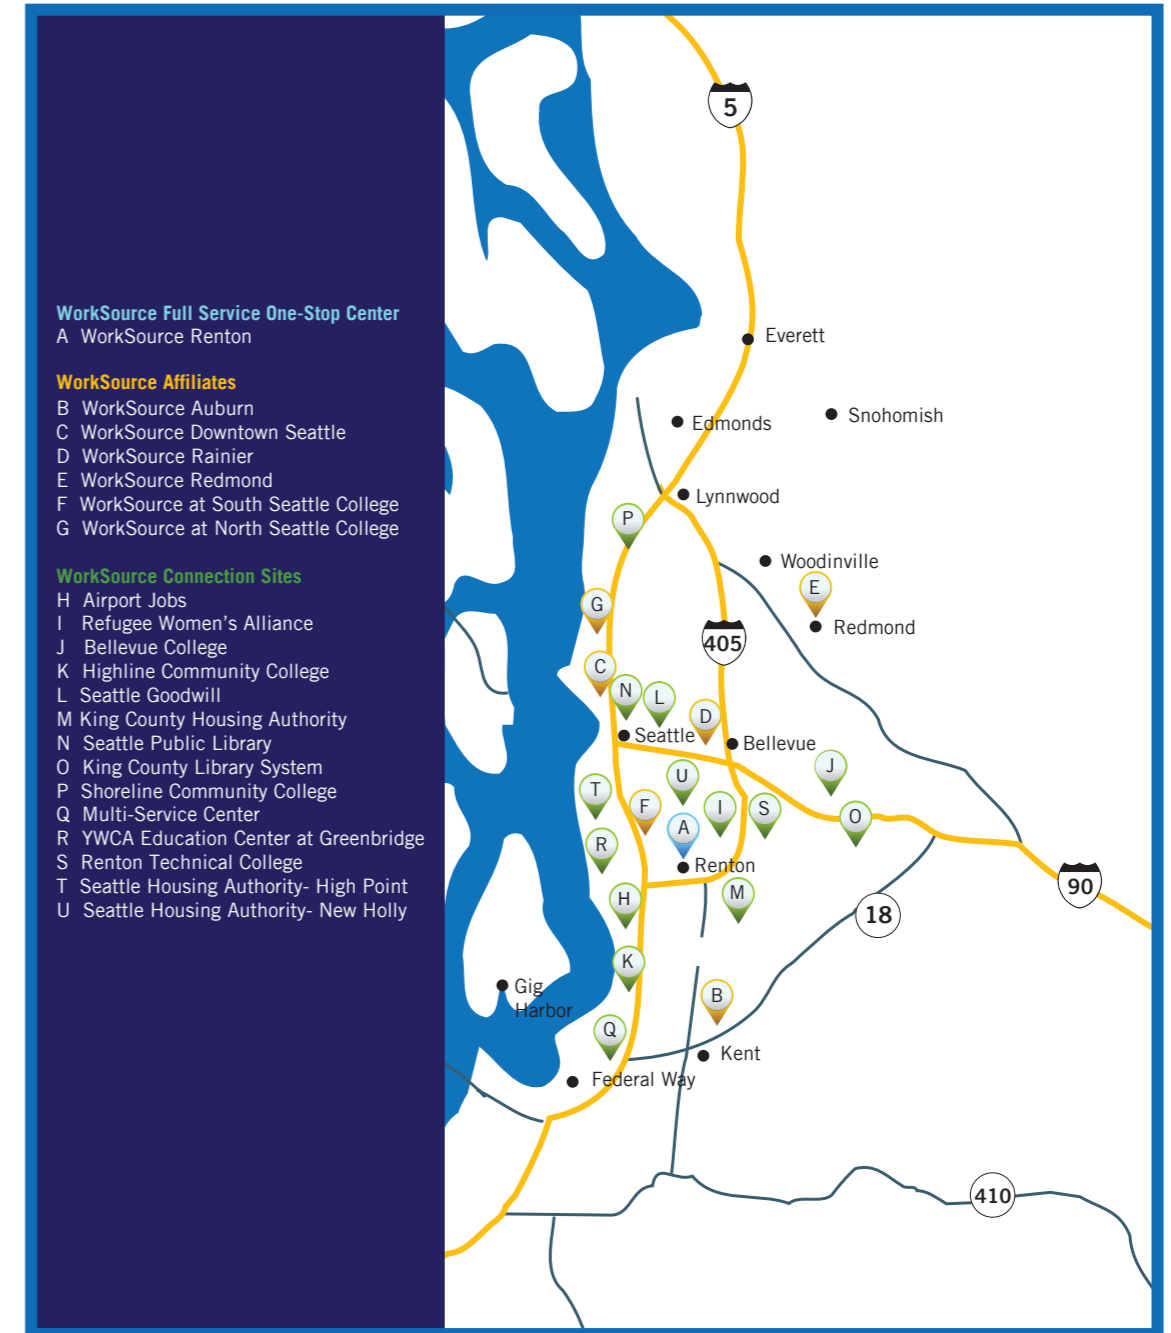 WorkSource Full Service One-Stop Center
A WorkSource Renton
WorkSource Affiliates
B WorkSource Auburn
C WorkSource Downtown Seattle
D WorkSource Rainier
E WorkSource Redmond
F WorkSource at South Seattle College
G WorkSource at North Seattle College
WorkSource Connection Sites
H Airport Jobs
I Refugee Women's Alliance
J Bellevue College
K Highline Community College
L Seattle Goodwill
M King County Housing Authority
N Seattle Public Library
O King County Library System
P Shoreline Community College
Q Multi-Service Center
R YWCA Education Center at Greenbridge
S Renton Technical College
T Seattle Housing Authority- High Point
U Seattle Housing Authority- New Holly
5
Everett
Snohomish
Edmonds
Lynnwood
P
Woodinville
E
G
Redmond
405
C
N
L
D
Seattle
Bellevue
J
U
T
F
I
S
O
A
R
Renton
90
M
H
18
K
Gig
Harbor
B
Q
Kent
Federal Way
410